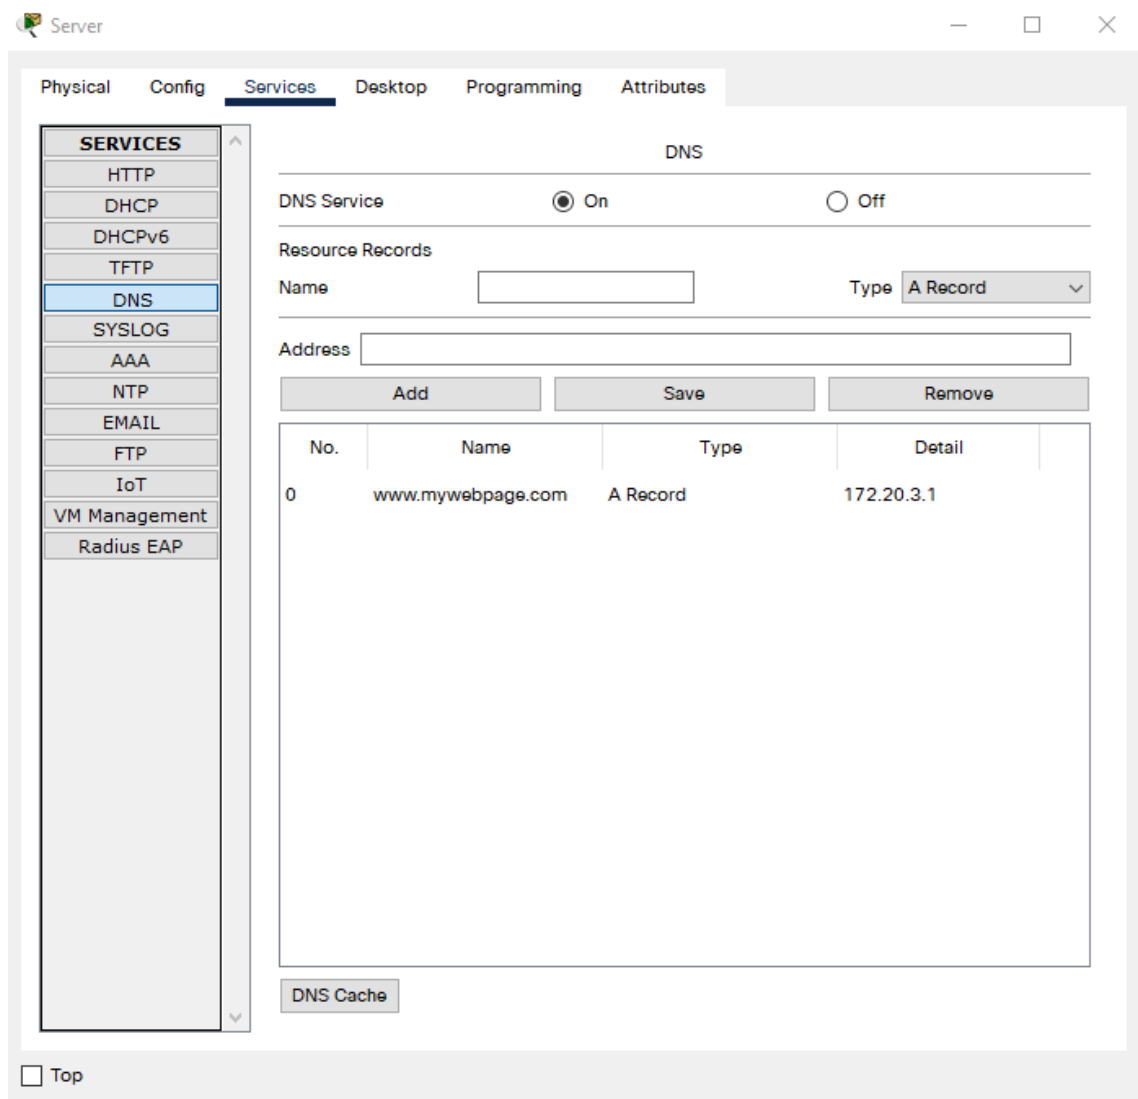 Server
Physical Config Services Desktop Programming Attributes
SERVICES
HTTP
DHCP
DHCPv6
TFTP
DNS
SYSLOG
AAA
NTP
EMAIL
FTP
IoT
VM Management
Radius EAP
DNS
DNS Service On Off
Resource Records
Name Type A Record
Address
Add Save Remove
No. Name Type Detail
0 www.mywebpage.com A Record 172.20.3.1
DNS Cache
Top